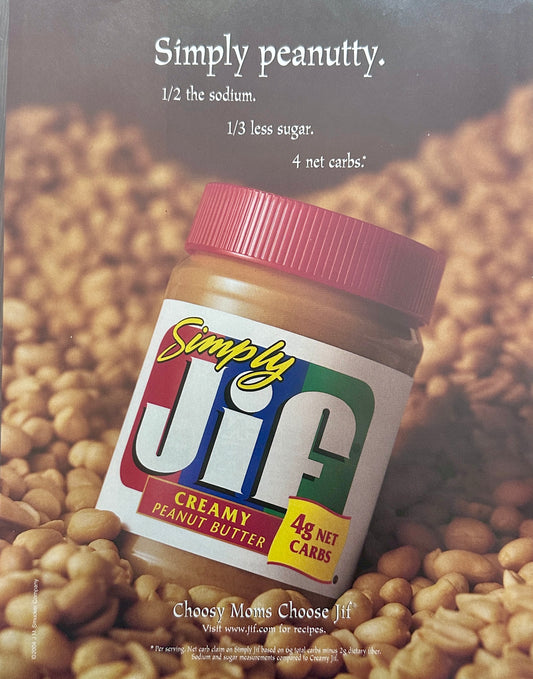 Simply peanutty.
1/2 the sodium.
1/3 less sugar.
4 net carbs.*
Simply
Jif
CREAMY
PEANUT BUTTER
4g NET
CARBS
Choosy Moms Choose Jif®
Visit www.jif.com for recipes.
* Per serving. Net carb claim on Simply Jif based on 6g total carbs minus 2g dietary fiber.
Sodium and sugar measurements compared to Creamy Jif.
J.M. Smucker Company